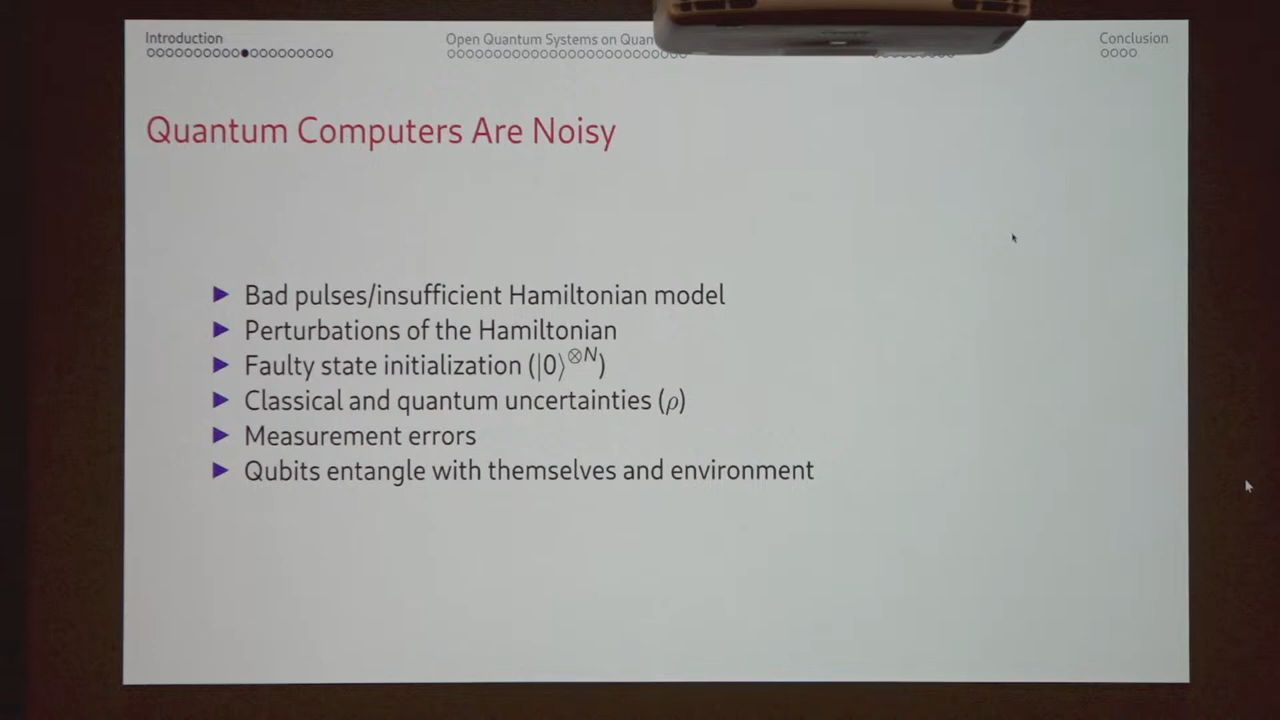 Introduction
Open Quantum Systems on
Conclusion
Quantum Computers Are Noisy
Bad pulses/insufficient Hamiltonian model
Perturbations of the Hamiltonian
Faulty state initialization (|0⟩⊗N)
Classical and quantum uncertainties (ρ)
Measurement errors
Qubits entangle with themselves and environment